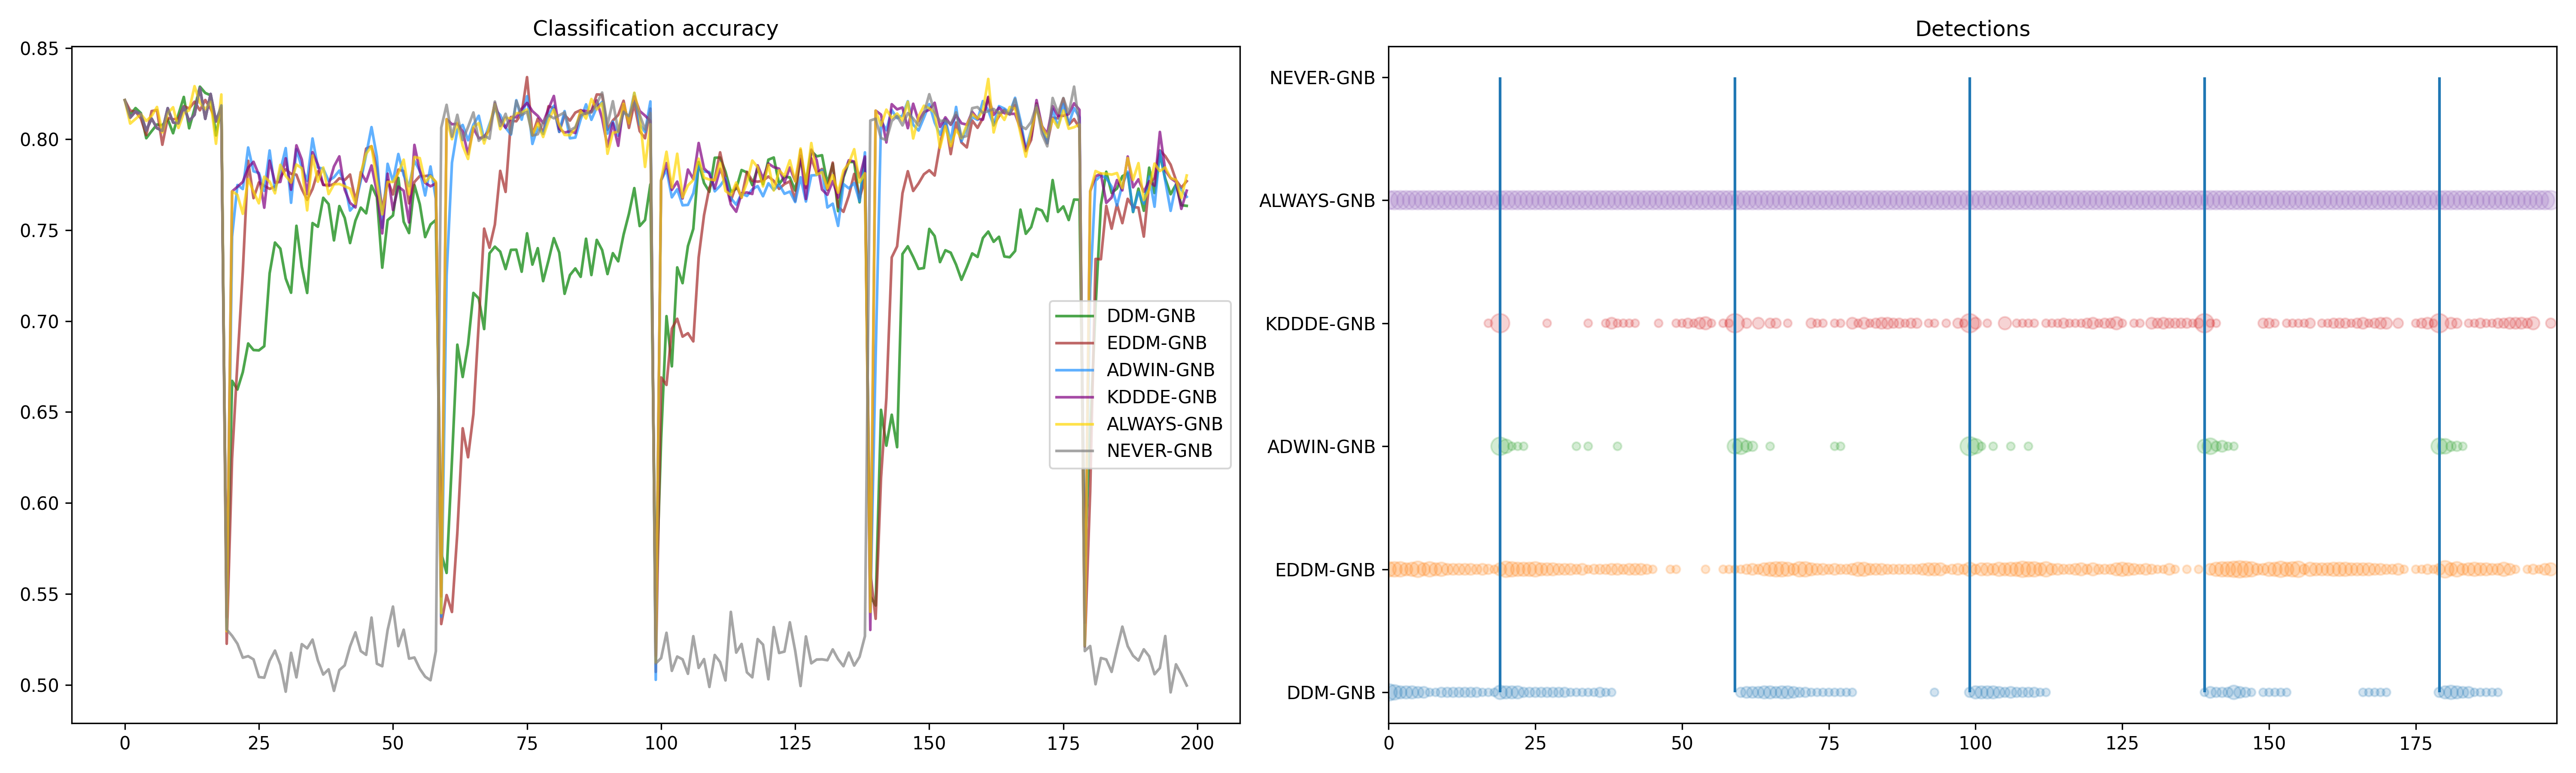 Classification accuracy
0.85
0.80
0.75
0.70
0.65
0.60
0.55
0.50
0 25 50 75 100 125 150 175 200
DDM-GNB
EDDM-GNB
ADWIN-GNB
KDDDE-GNB
ALWAYS-GNB
NEVER-GNB
Detections
NEVER-GNB
ALWAYS-GNB
KDDDE-GNB
ADWIN-GNB
EDDM-GNB
DDM-GNB
0 25 50 75 100 125 150 175